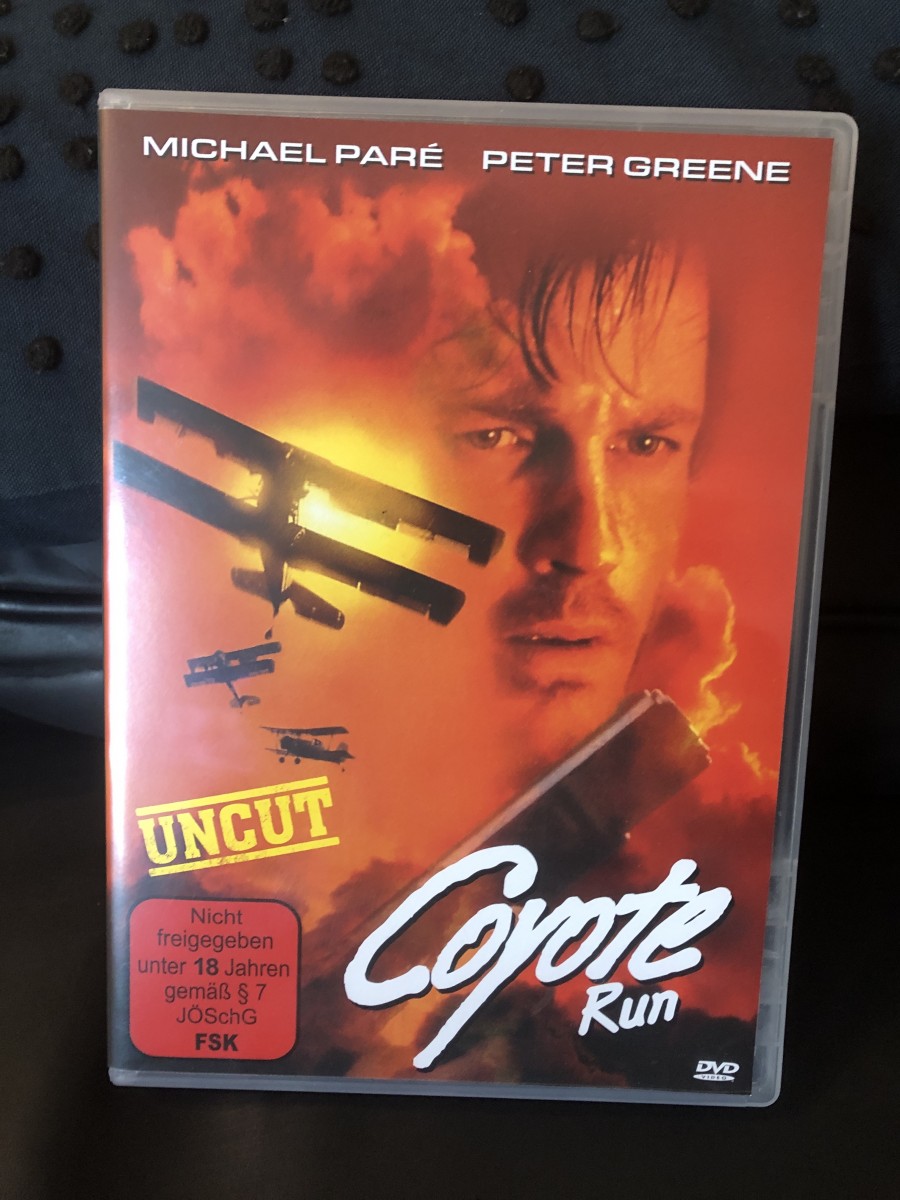 MICHAEL PARÉ PETER GREENE
UNCUT
Nicht
freigegeben
unter 18 Jahren
gemäß § 7
JÖSchG
FSK
Coyote
Run
DVD
VIDEO